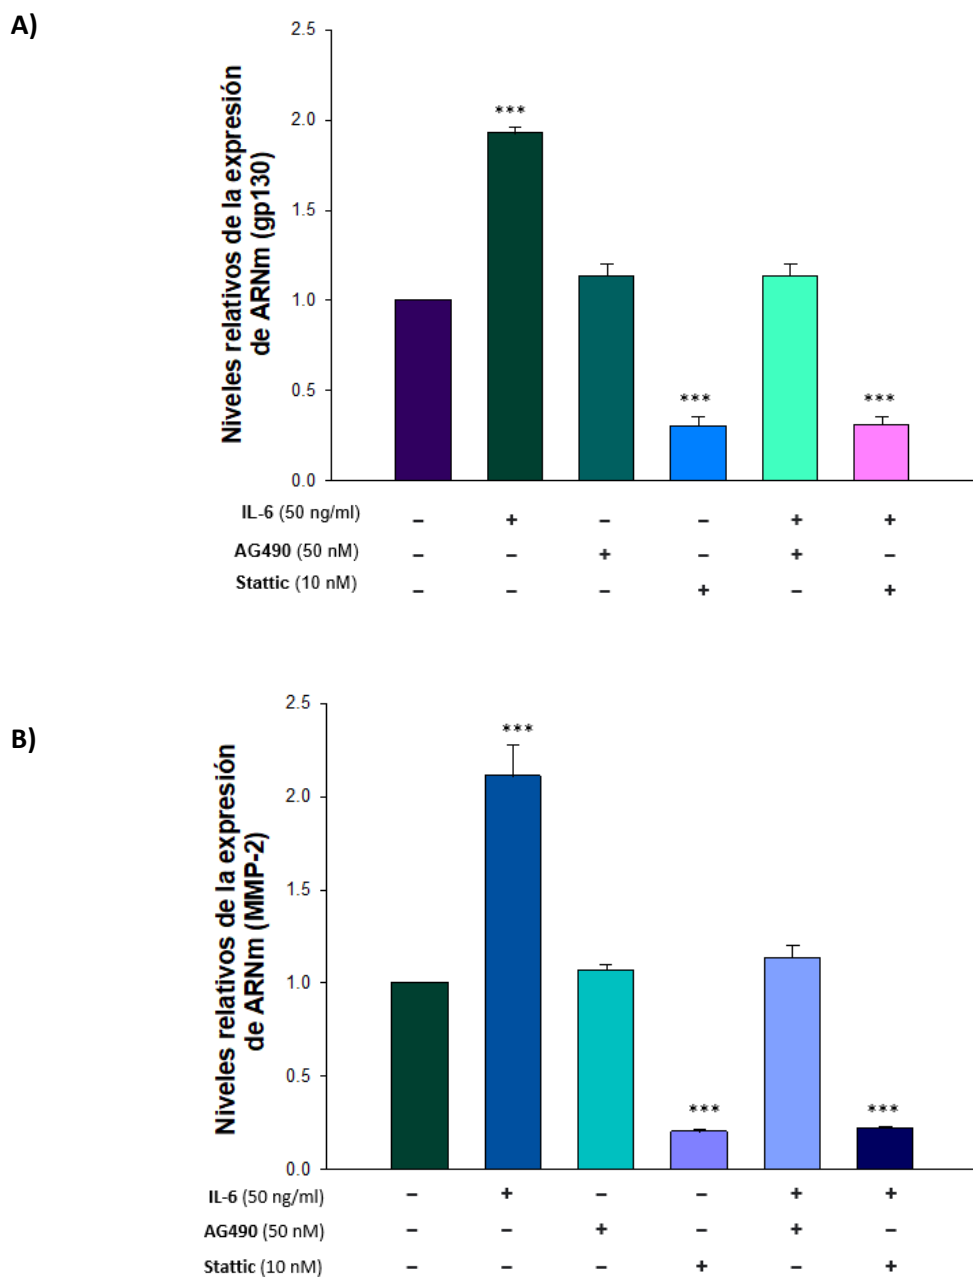 A)
Niveles relativos de la expresión
de ARNm (gp130)
2.5
2.0
1.5
1.0
0.5
0.0
***
***
***
IL-6 (50 ng/ml) – + – – + +
AG490 (50 nM) – – + – + –
Stattic (10 nM) – – – + – +
B)
Niveles relativos de la expresión
de ARNm (MMP-2)
2.5
2.0
1.5
1.0
0.5
0.0
***
***
***
IL-6 (50 ng/ml) – + – – + +
AG490 (50 nM) – – + – + –
Stattic (10 nM) – – – + – +